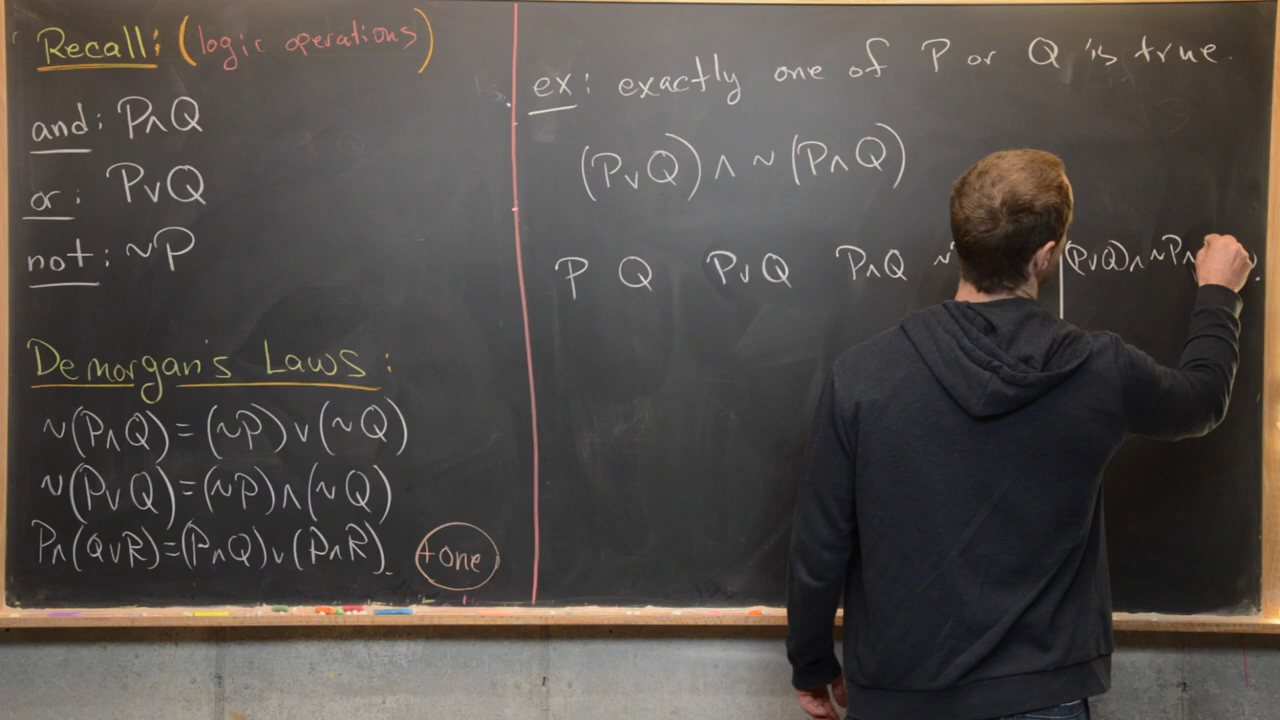 Recall: (logic operations)
and: P∧Q
or: P∨Q
not: ~P
Demorgan's Laws:
~(P∧Q)=(~P)∨(~Q)
~(P∨Q)=(~P)∧(~Q)
P∧(Q∨R)=(P∧Q)∨(P∧R).
+one
ex: exactly one of P or Q is true.
(P∨Q)∧~(P∧Q)
P Q P∨Q P∧Q ~ (P∨Q)∧~P∧